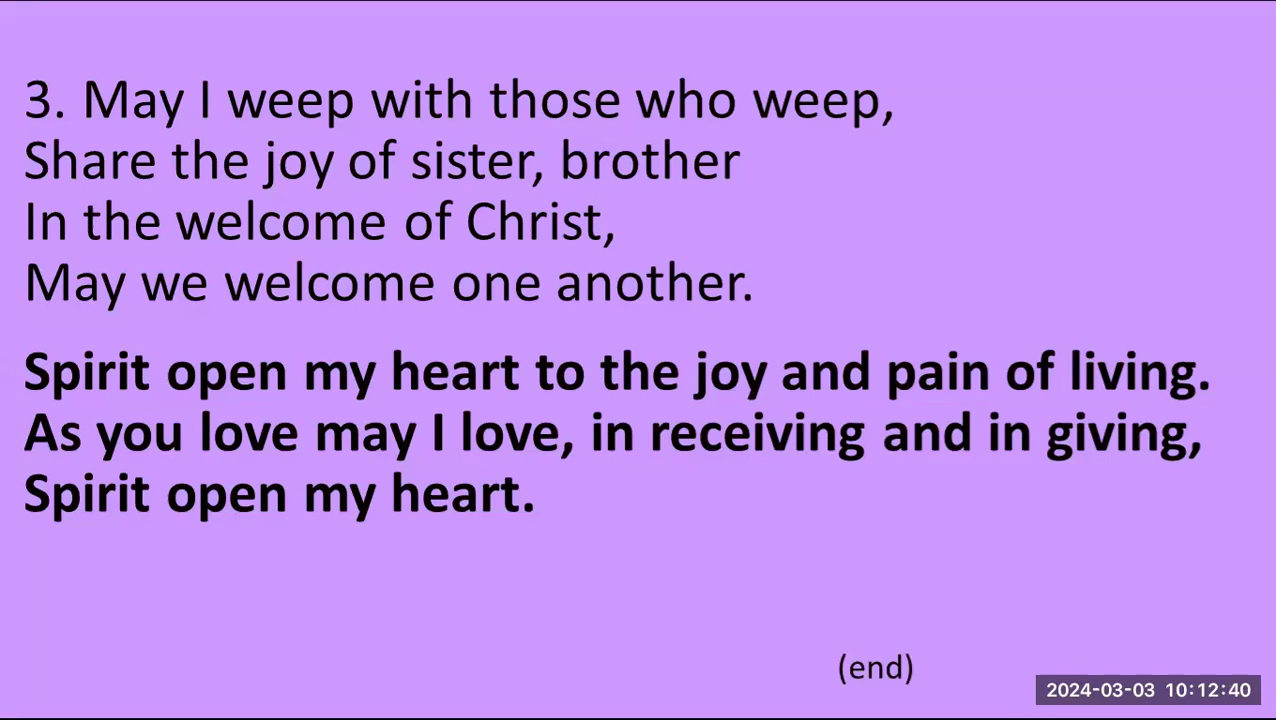 3. May I weep with those who weep,
Share the joy of sister, brother
In the welcome of Christ,
May we welcome one another.
Spirit open my heart to the joy and pain of living.
As you love may I love, in receiving and in giving,
Spirit open my heart.
(end)
2024-03-03 10:12:40